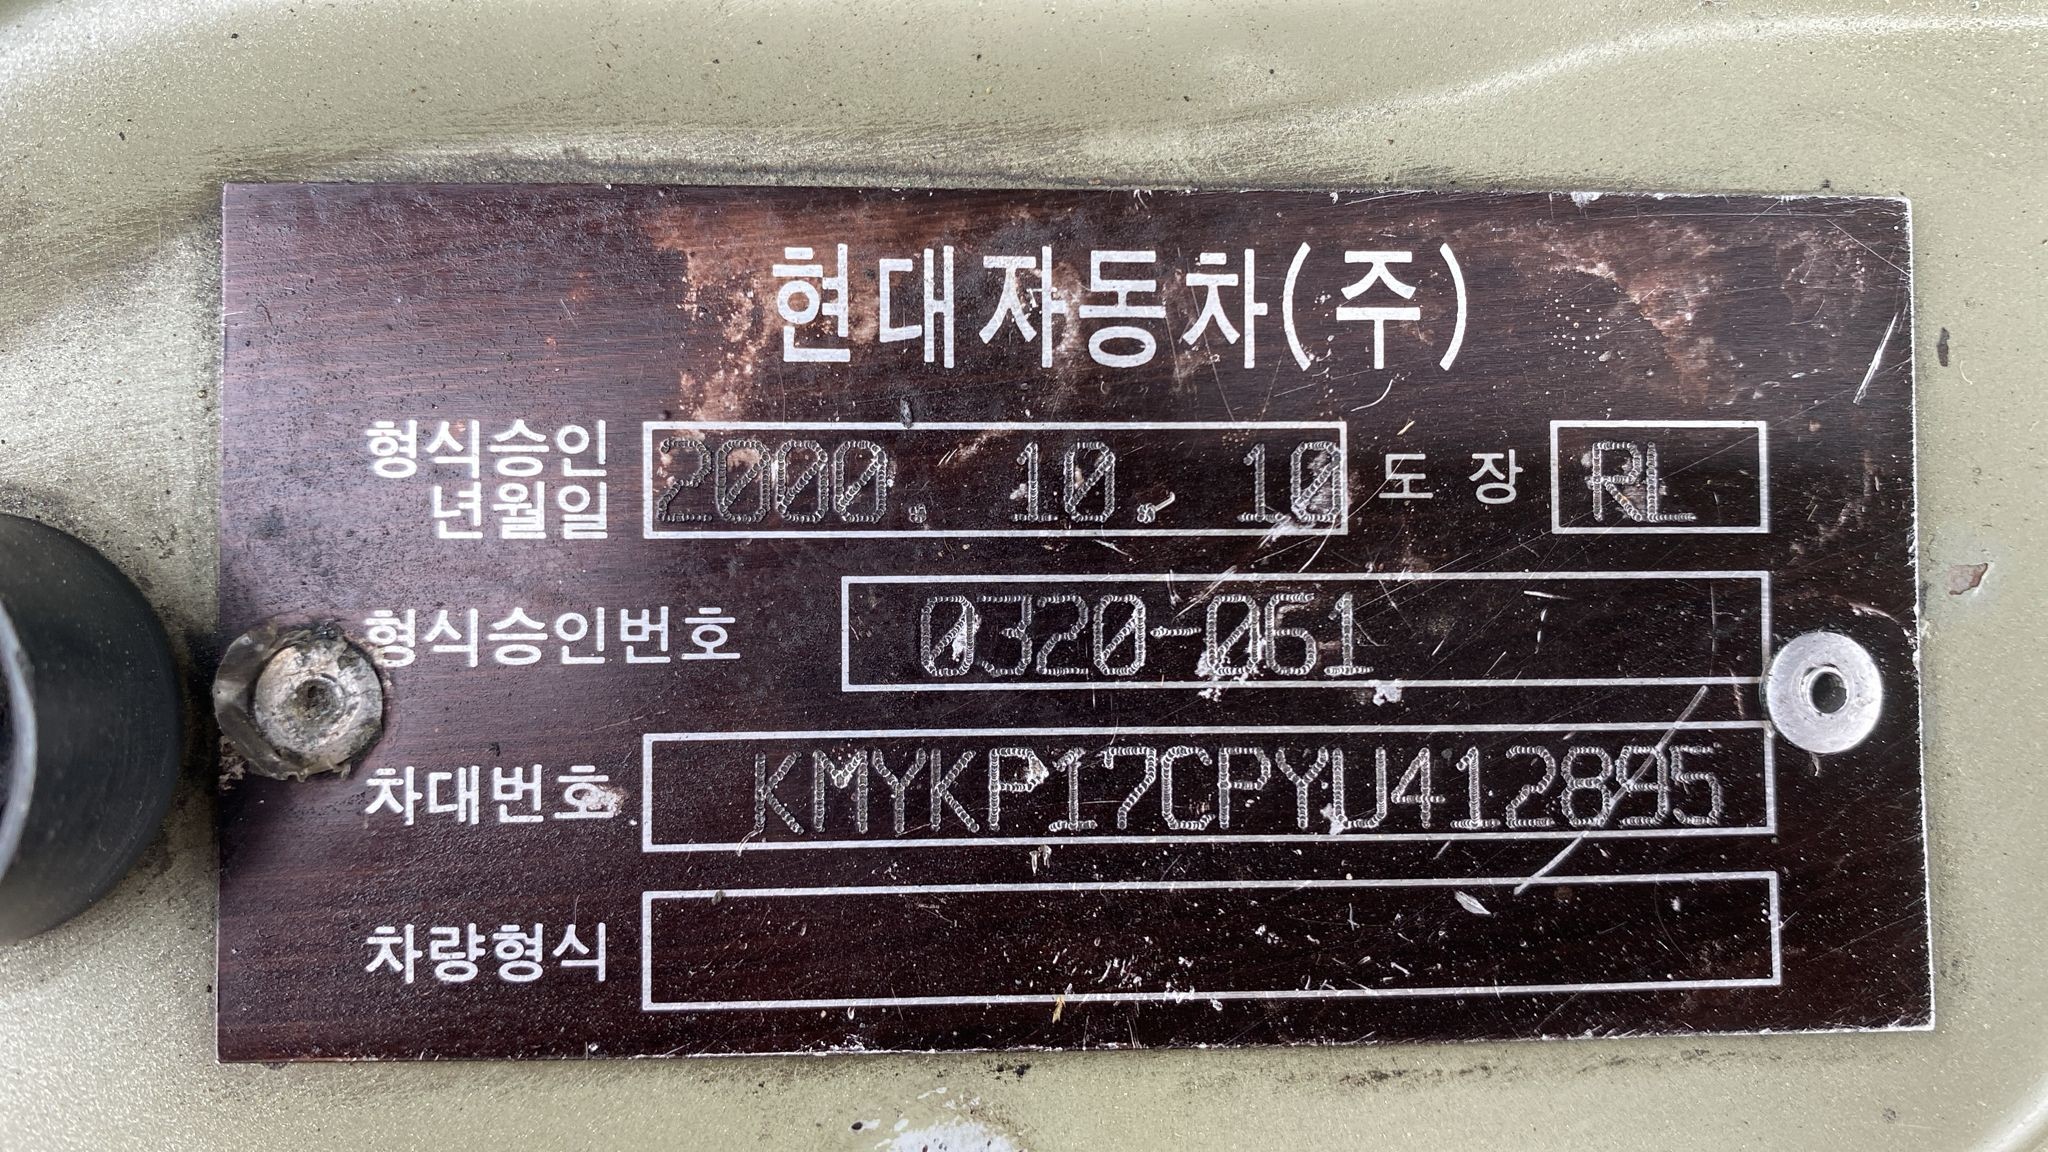 현대자동차(주)
형식승인
년월일 2000. 10. 10 도 장 RL
형식승인번호 0320-061
차대번호 KMYKP17CPYU412895
차량형식